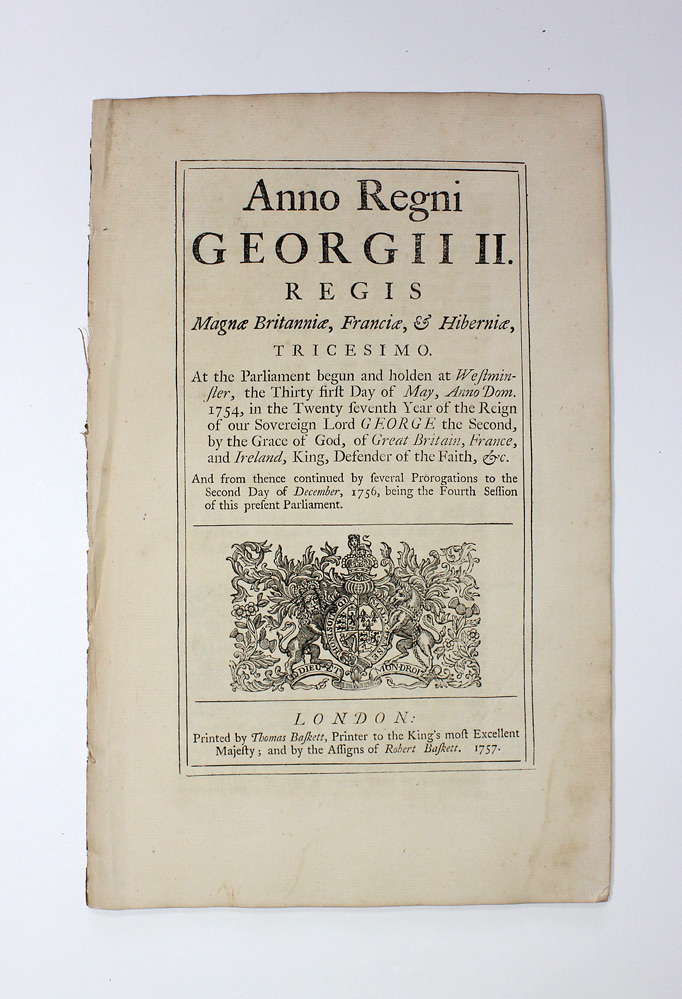 Anno Regni
GEORGII II.
REGIS
Magnæ Britanniæ, Franciæ, & Hiberniæ,
TRICESIMO.
At the Parliament begun and holden at Weſtmin-
ſter, the Thirty firſt Day of May, Anno Dom.
1754, in the Twenty ſeventh Year of the Reign
of our Sovereign Lord GEORGE the Second,
by the Grace of God, of Great Britain, France,
and Ireland, King, Defender of the Faith, &c.
And from thence continued by ſeveral Prorogations to the
Second Day of December, 1756, being the Fourth Seſſion
of this preſent Parliament.
DIEU ET MON DROIT
LONDON:
Printed by Thomas Baſkett, Printer to the King's moſt Excellent
Majeſty; and by the Aſſigns of Robert Baſkett. 1757.